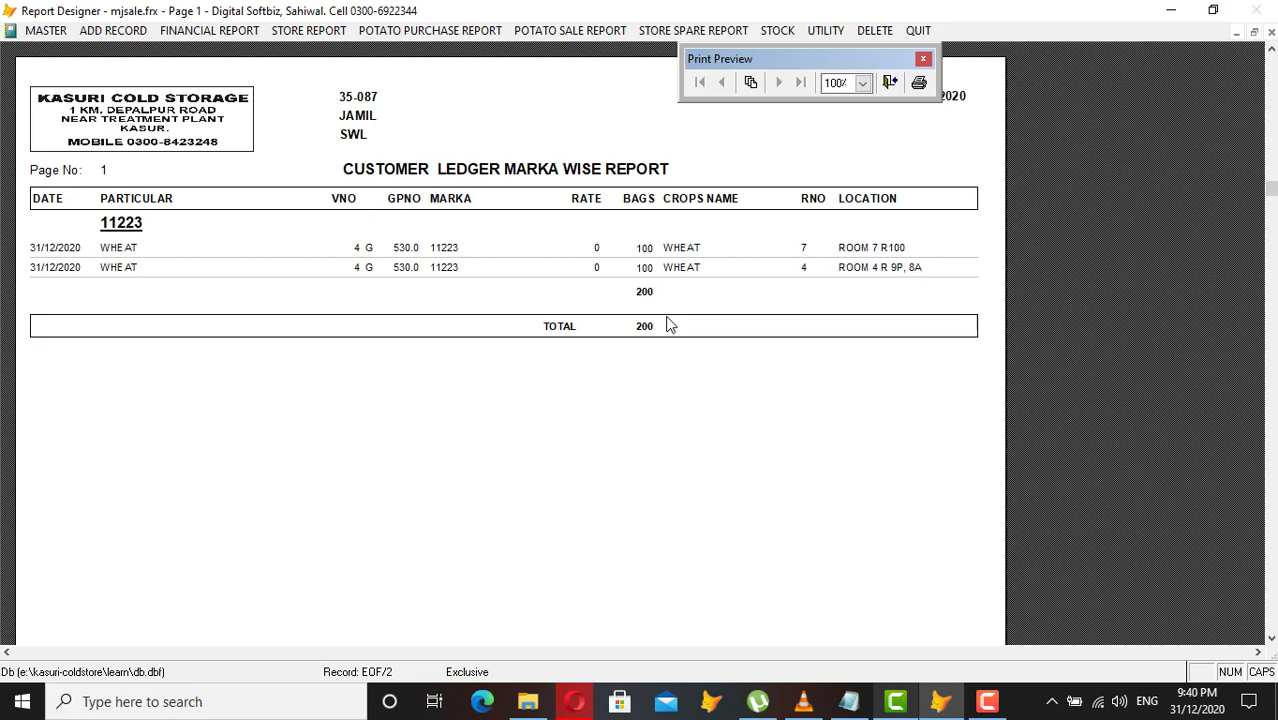 Report Designer - mjsale.frx - Page 1 - Digital Softbiz, Sahiwal. Cell 0300-6922344
MASTER ADD RECORD FINANCIAL REPORT STORE REPORT POTATO PURCHASE REPORT POTATO SALE REPORT STORE SPARE REPORT STOCK UTILITY DELETE QUIT
Print Preview
100%
KASURI COLD STORAGE
1 KM. DEPALPUR ROAD
NEAR TREATMENT PLANT
KASUR.
MOBILE 0300-8423248
35-087
JAMIL
SWL
2020
Page No: 1
CUSTOMER LEDGER MARKA WISE REPORT
DATE PARTICULAR VNO GPNO MARKA RATE BAGS CROPS NAME RNO LOCATION
11223
31/12/2020 WHEAT 4 G 530.0 11223 0 100 WHEAT 7 ROOM 7 R100
31/12/2020 WHEAT 4 G 530.0 11223 0 100 WHEAT 4 ROOM 4 R 9P, 8A
200
TOTAL 200
Db (e:\kasuri-coldstore\learn\db.dbf) Record: EOF/2 Exclusive NUM CAPS
Type here to search
ENG
9:40 PM
31/12/2020